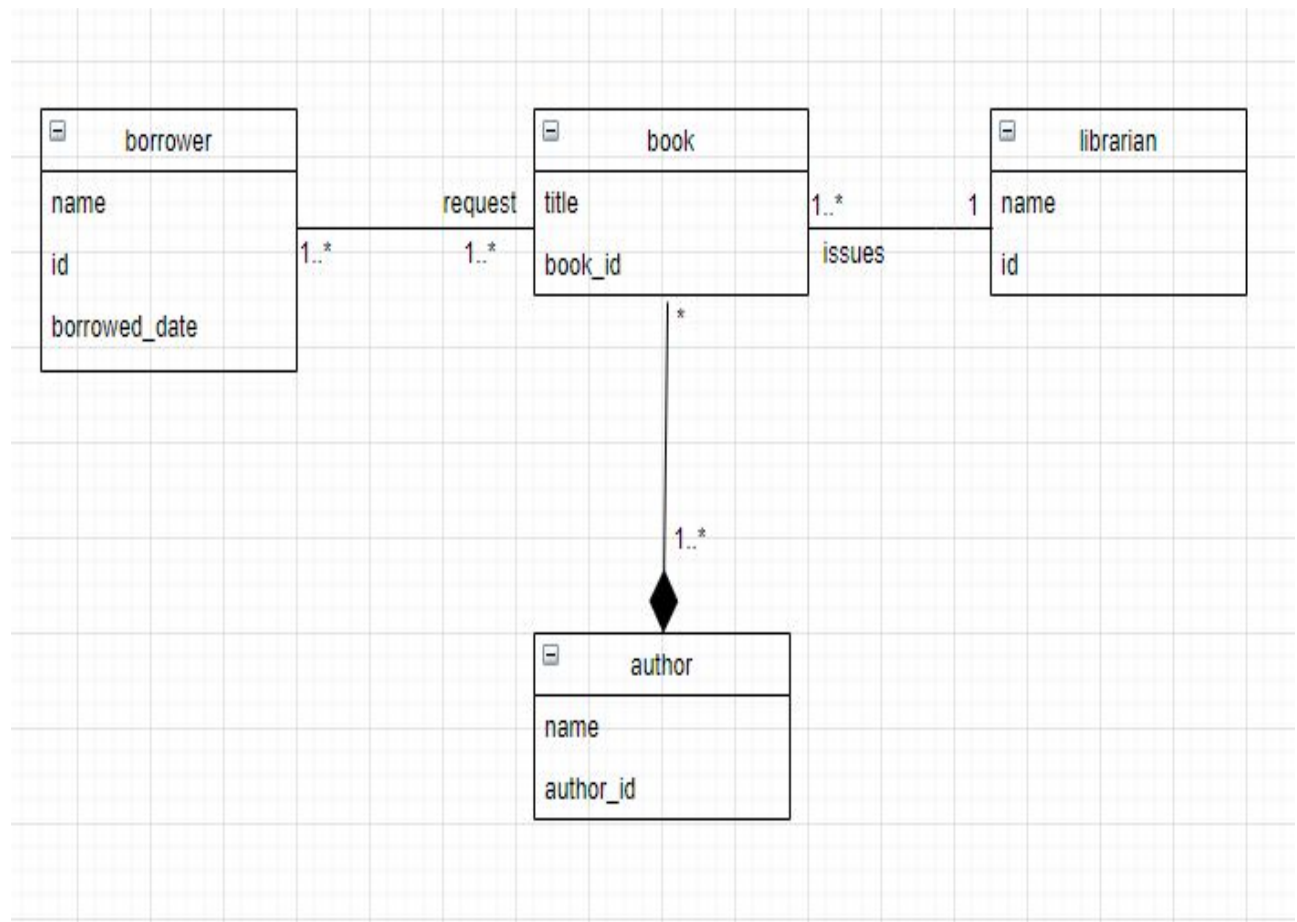 borrower
name
id
borrowed_date
request
1..*
1..*
book
title
book_id
1..*
1
issues
librarian
name
id
*
1..*
author
name
author_id